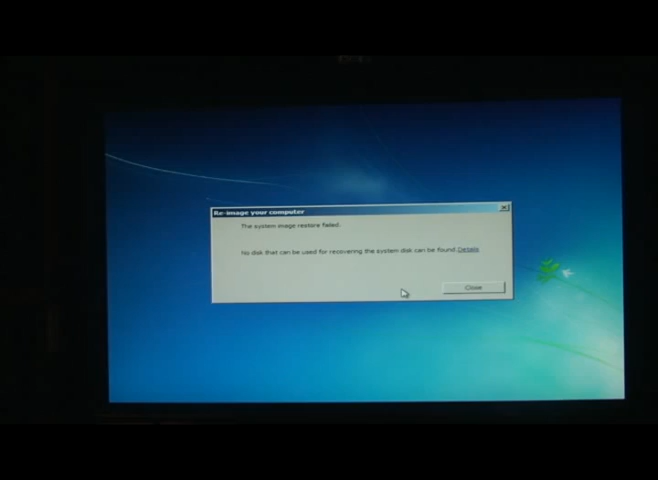 Re-image your computer
The system image restore failed.
No disk that can be used for recovering the system disk can be found. Details
Close